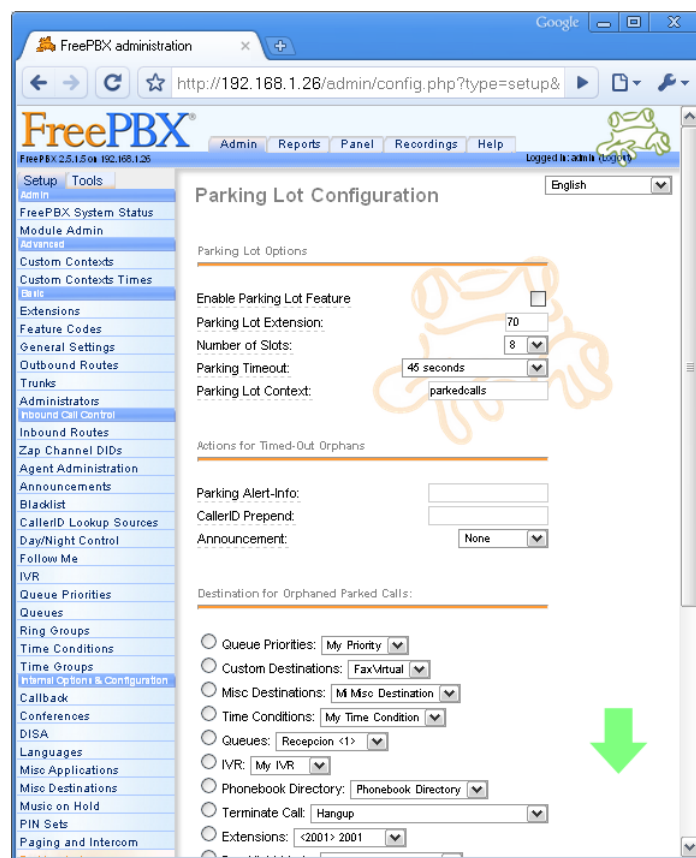 Google
FreePBX administration
http://192.168.1.26/admin/config.php?type=setup&
FreePBX®
Admin Reports Panel Recordings Help
FreePBX 2.5.1.5 on 192.168.1.26
Logged in: admin (Logout)
Setup Tools
English
Parking Lot Configuration
Admin
FreePBX System Status
Module Admin
Advanced
Custom Contexts
Custom Contexts Times
Basic
Extensions
Feature Codes
General Settings
Outbound Routes
Trunks
Administrators
Inbound Call Control
Inbound Routes
Zap Channel DIDs
Agent Administration
Announcements
Blacklist
CallerID Lookup Sources
Day/Night Control
Follow Me
IVR
Queue Priorities
Queues
Ring Groups
Time Conditions
Time Groups
Internal Options & Configuration
Callback
Conferences
DISA
Languages
Misc Applications
Misc Destinations
Music on Hold
PIN Sets
Paging and Intercom
Parking Lot Options
Enable Parking Lot Feature
Parking Lot Extension: 70
Number of Slots: 8
Parking Timeout: 45 seconds
Parking Lot Context: parkedcalls
Actions for Timed-Out Orphans
Parking Alert-Info:
CallerID Prepend:
Announcement: None
Destination for Orphaned Parked Calls:
Queue Priorities: My Priority
Custom Destinations: FaxVirtual
Misc Destinations: Mi Misc Destination
Time Conditions: My Time Condition
Queues: Recepcion <1>
IVR: My IVR
Phonebook Directory: Phonebook Directory
Terminate Call: Hangup
Extensions: <2001> 2001